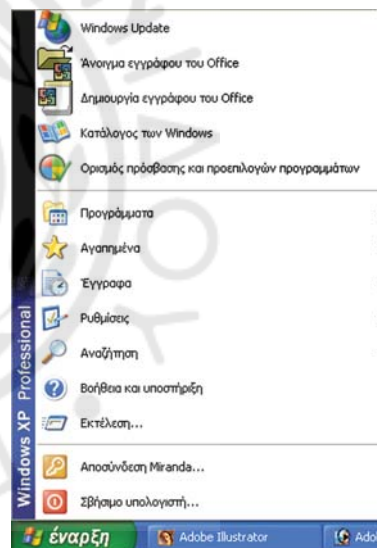 Windows Update
Άνοιγμα εγγράφου του Office
Δημιουργία εγγράφου του Office
Κατάλογος των Windows
Ορισμός πρόσβασης και προεπιλογών προγραμμάτων
Προγράμματα
Αγαπημένα
Έγγραφα
Ρυθμίσεις
Αναζήτηση
Βοήθεια και υποστήριξη
Εκτέλεση...
Αποσύνδεση Miranda...
Σβήσιμο υπολογιστή...
Windows XP Professional
έναρξη
Adobe Illustrator
Ado